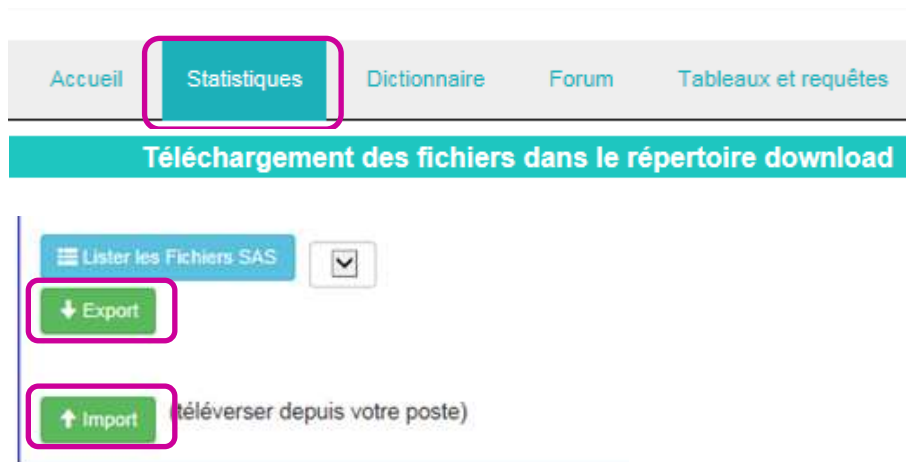 Accueil Statistiques Dictionnaire Forum Tableaux et requêtes
Téléchargement des fichiers dans le répertoire download
Lister les Fichiers SAS
Export
Import (téléverser depuis votre poste)